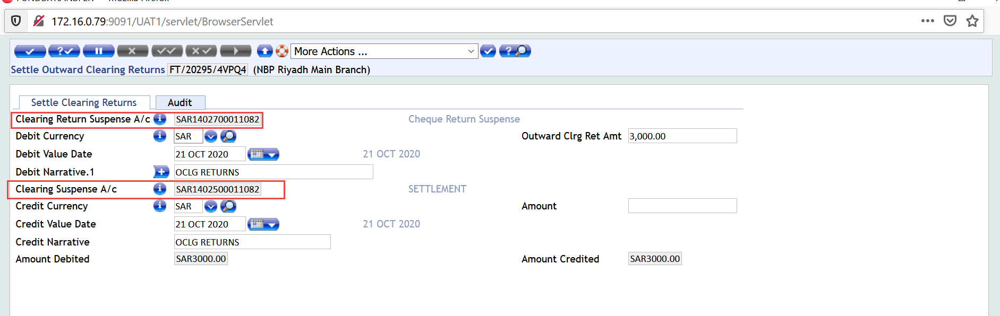 172.16.0.79:9091/UAT1/servlet/BrowserServlet
More Actions ...
Settle Outward Clearing Returns FT/20295/4VPQ4 (NBP Riyadh Main Branch)
Settle Clearing Returns Audit
Clearing Return Suspense A/c SAR1402700011082 Cheque Return Suspense
Debit Currency SAR Outward Clrg Ret Amt 3,000.00
Debit Value Date 21 OCT 2020 21 OCT 2020
Debit Narrative.1 OCLG RETURNS
Clearing Suspense A/c SAR1402500011082 SETTLEMENT
Credit Currency SAR Amount
Credit Value Date 21 OCT 2020 21 OCT 2020
Credit Narrative OCLG RETURNS
Amount Debited SAR3000.00 Amount Credited SAR3000.00